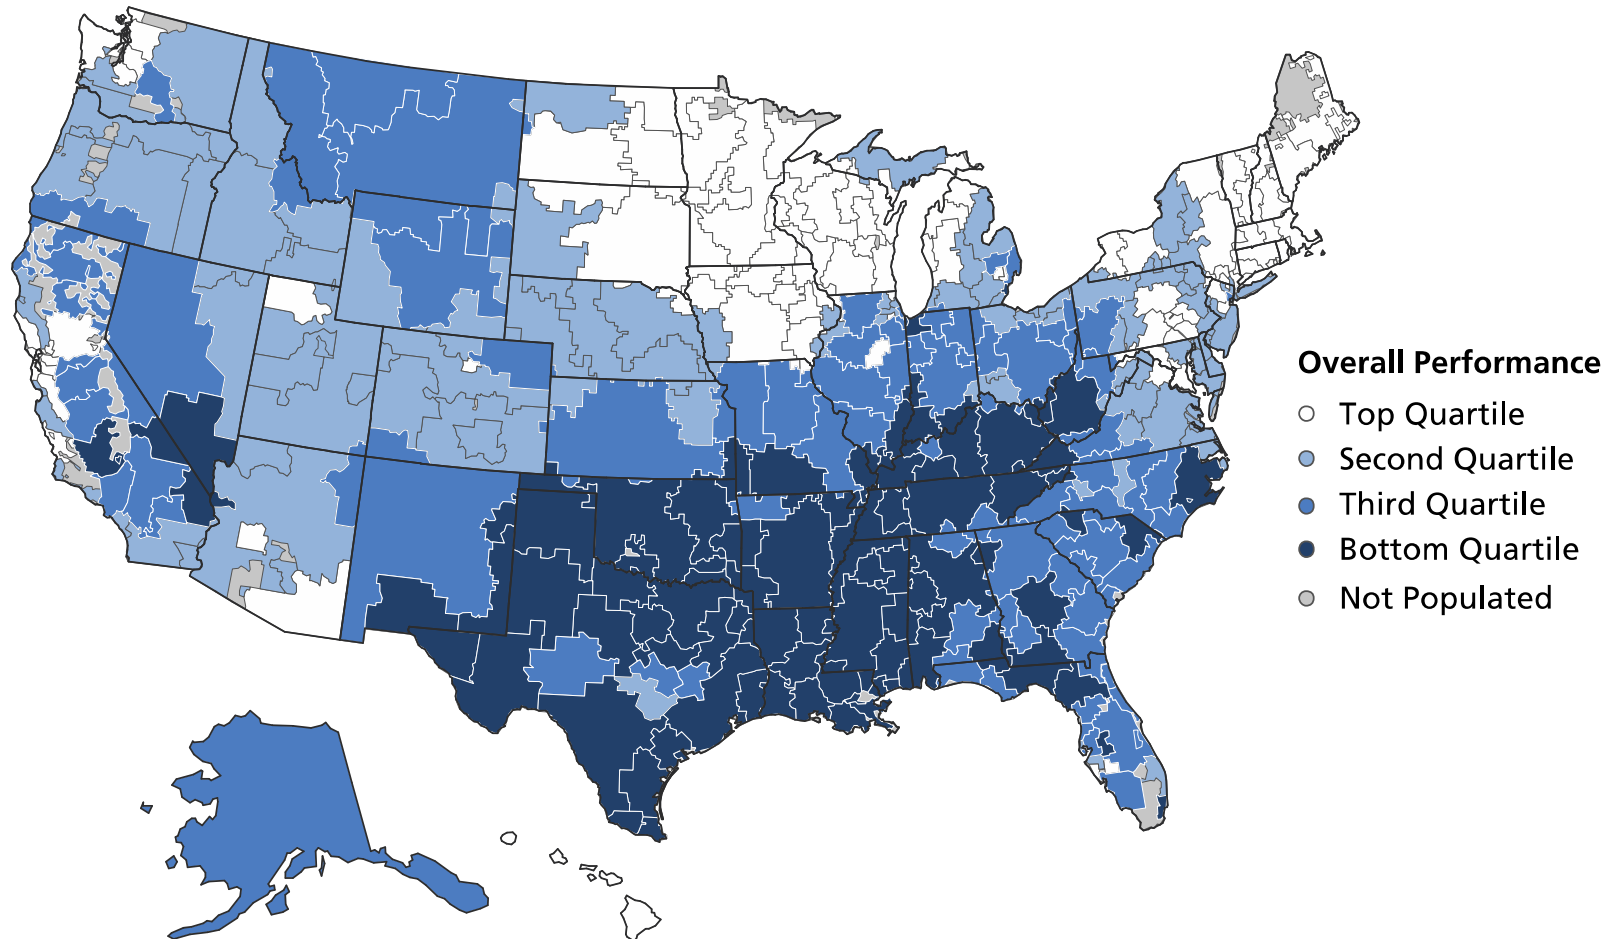 Overall Performance
Top Quartile
Second Quartile
Third Quartile
Bottom Quartile
Not Populated